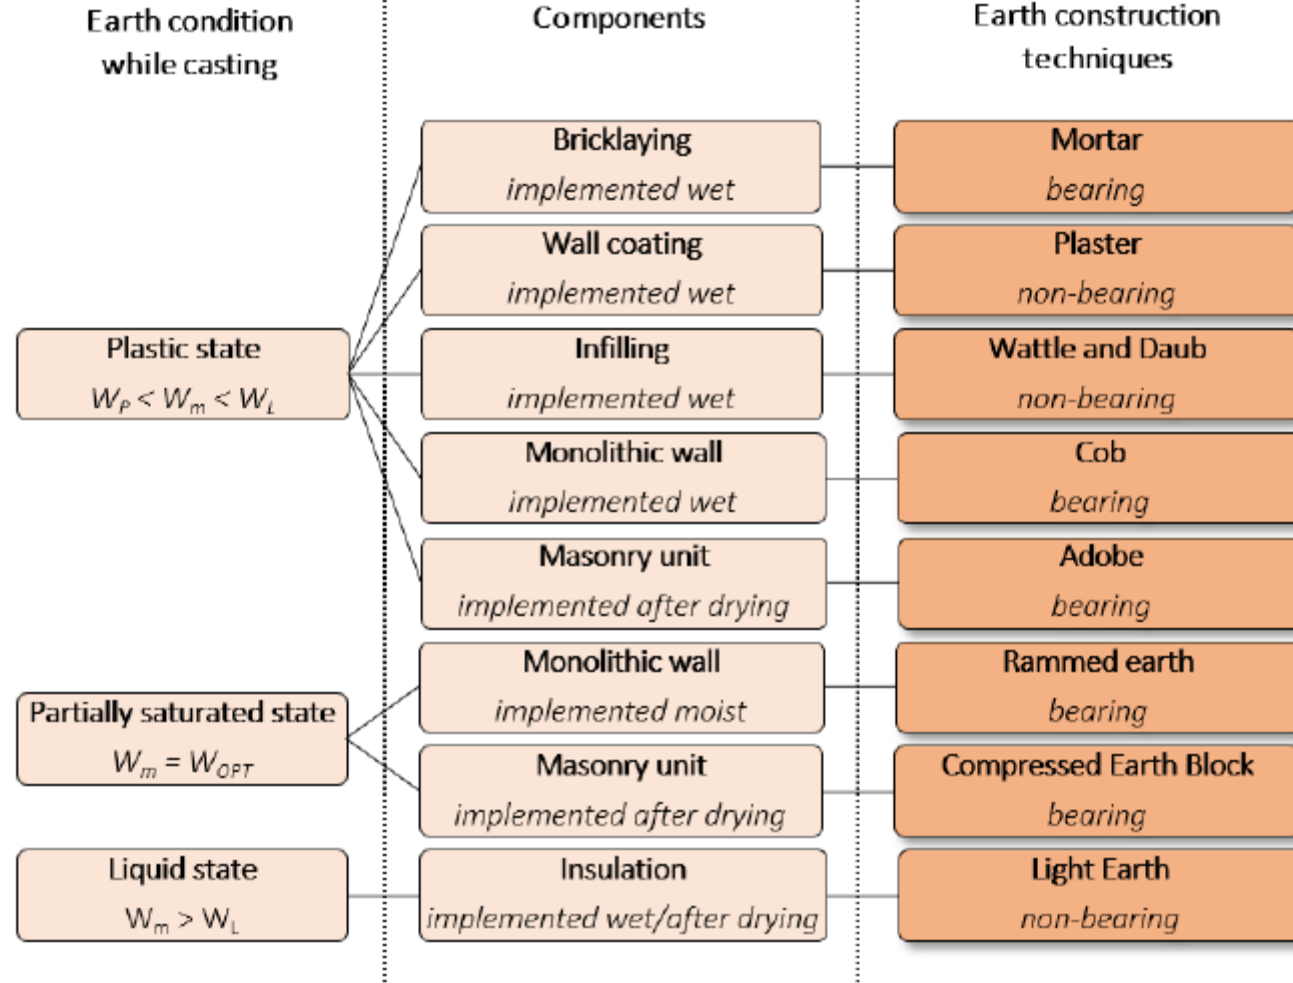 Earth condition
while casting
Components
Earth construction
techniques
Bricklaying
implemented wet
Mortar
bearing
Wall coating
implemented wet
Plaster
non-bearing
Plastic state
W_P < W_m < W_L
Infilling
implemented wet
Wattle and Daub
non-bearing
Monolithic wall
implemented wet
Cob
bearing
Masonry unit
implemented after drying
Adobe
bearing
Partially saturated state
W_m = W_OPT
Monolithic wall
implemented moist
Rammed earth
bearing
Masonry unit
implemented after drying
Compressed Earth Block
bearing
Liquid state
W_m > W_L
Insulation
implemented wet/after drying
Light Earth
non-bearing